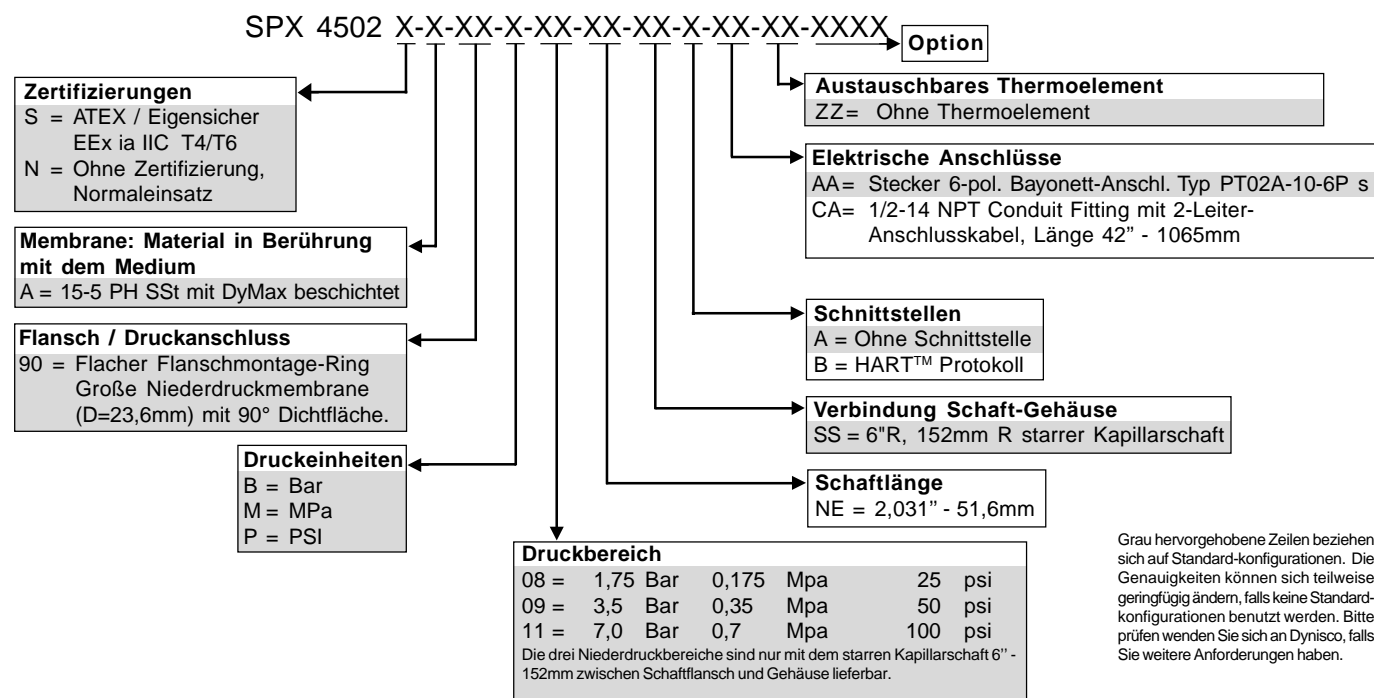 SPX 4502 X-X-XX-X-XX-XX-XX-X-XX-XX-XXXX
Option
Zertifizierungen
S = ATEX / Eigensicher
EEx ia IIC T4/T6
N = Ohne Zertifizierung,
Normaleinsatz
Membrane: Material in Berührung
mit dem Medium
A = 15-5 PH SSt mit DyMax beschichtet
Flansch / Druckanschluss
90 = Flacher Flanschmontage-Ring
Große Niederdruckmembrane
(D=23,6mm) mit 90° Dichtfläche.
Druckeinheiten
B = Bar
M = MPa
P = PSI
Austauschbares Thermoelement
ZZ= Ohne Thermoelement
Elektrische Anschlüsse
AA= Stecker 6-pol. Bayonett-Anschl. Typ PT02A-10-6P s
CA= 1/2-14 NPT Conduit Fitting mit 2-Leiter-
Anschlusskabel, Länge 42” - 1065mm
Schnittstellen
A = Ohne Schnittstelle
B = HART™ Protokoll
Verbindung Schaft-Gehäuse
SS = 6"R, 152mm R starrer Kapillarschaft
Schaftlänge
NE = 2,031” - 51,6mm
Druckbereich
08 = 1,75 Bar 0,175 Mpa 25 psi
09 = 3,5 Bar 0,35 Mpa 50 psi
11 = 7,0 Bar 0,7 Mpa 100 psi
Die drei Niederdruckbereiche sind nur mit dem starren Kapillarschaft 6’’ -
152mm zwischen Schaftflansch und Gehäuse lieferbar.
Grau hervorgehobene Zeilen beziehen
sich auf Standard-konfigurationen. Die
Genauigkeiten können sich teilweise
geringfügig ändern, falls keine Standard-
konfigurationen benutzt werden. Bitte
prüfen wenden Sie sich an Dynisco, falls
Sie weitere Anforderungen haben.